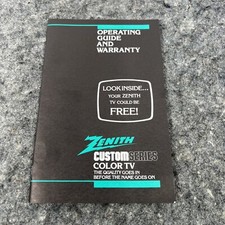 OPERATING
GUIDE
AND
WARRANTY
LOOK INSIDE...
YOUR ZENITH
TV COULD BE
FREE!
ZENITH
CUSTOM SERIES
COLOR TV
THE QUALITY GOES IN
BEFORE THE NAME GOES ON